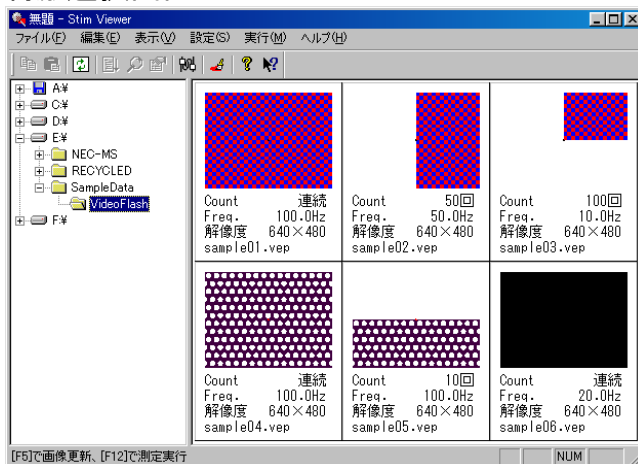 無題 - Stim Viewer
ファイル(F) 編集(E) 表示(V) 設定(S) 実行(M) ヘルプ(H)
A:¥
C:¥
D:¥
E:¥
NEC-MS
RECYCLED
SampleData
VideoFlash
F:¥
Count 連続
Freq. 100.0Hz
解像度 640×480
sample01.vep
Count 50回
Freq. 50.0Hz
解像度 640×480
sample02.vep
Count 100回
Freq. 10.0Hz
解像度 640×480
sample03.vep
Count 連続
Freq. 100.0Hz
解像度 640×480
sample04.vep
Count 10回
Freq. 100.0Hz
解像度 640×480
sample05.vep
Count 連続
Freq. 20.0Hz
解像度 640×480
sample06.vep
[F5]で画像更新、[F12]で測定実行
NUM